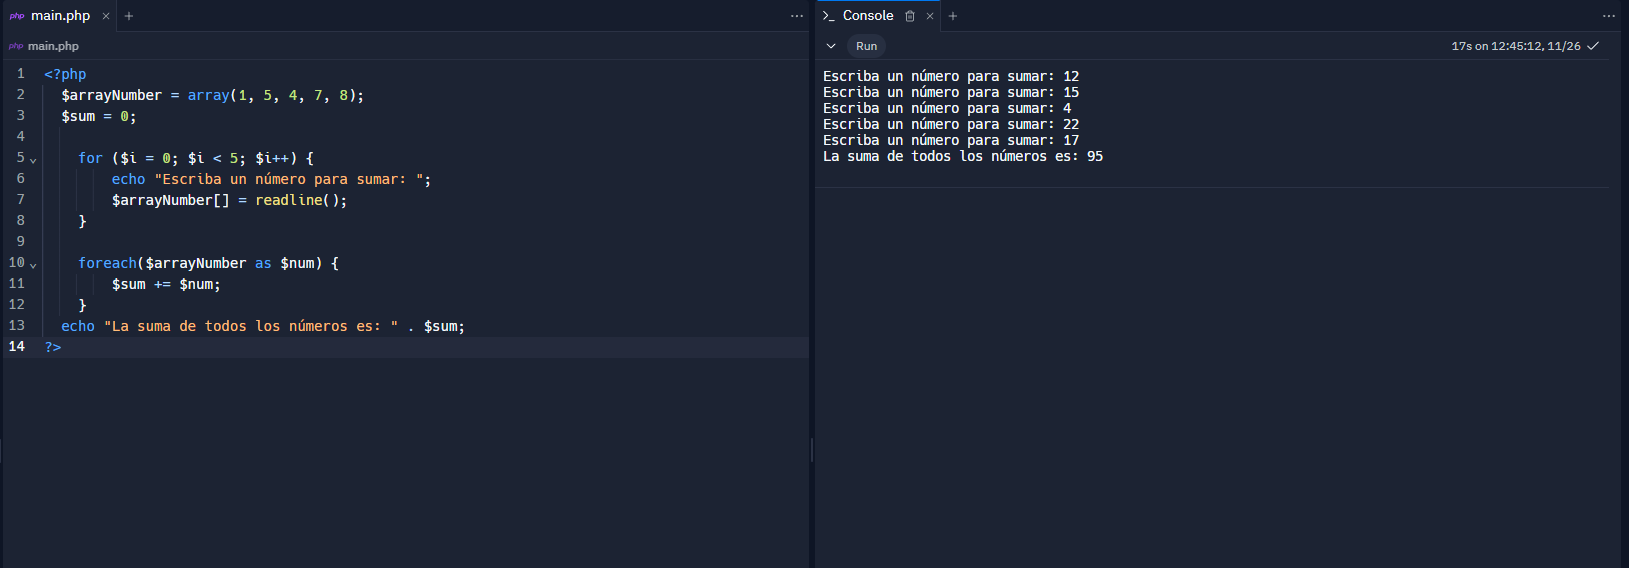 php main.php × +
php main.php
1 <?php
2 $arrayNumber = array(1, 5, 4, 7, 8);
3 $sum = 0;
4
5 for ($i = 0; $i < 5; $i++) {
6 echo "Escriba un número para sumar: ";
7 $arrayNumber[] = readline();
8 }
9
10 foreach($arrayNumber as $num) {
11 $sum += $num;
12 }
13 echo "La suma de todos los números es: " . $sum;
14 ?>
>_ Console × +
Run
17s on 12:45:12, 11/26
Escriba un número para sumar: 12
Escriba un número para sumar: 15
Escriba un número para sumar: 4
Escriba un número para sumar: 22
Escriba un número para sumar: 17
La suma de todos los números es: 95